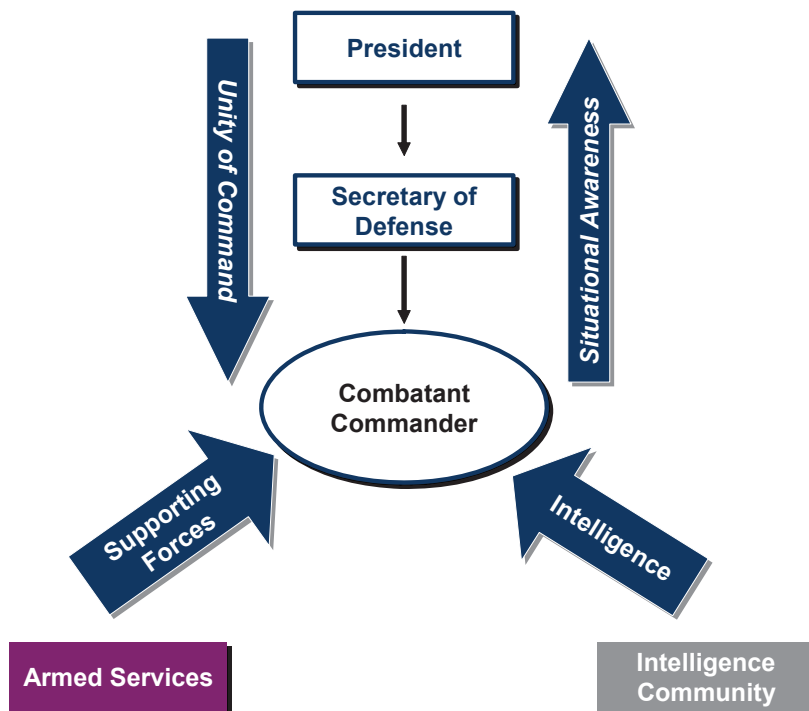 President
Unity of Command
Situational Awareness
Secretary of
Defense
Combatant
Commander
Supporting
Forces
Intelligence
Armed Services
Intelligence
Community